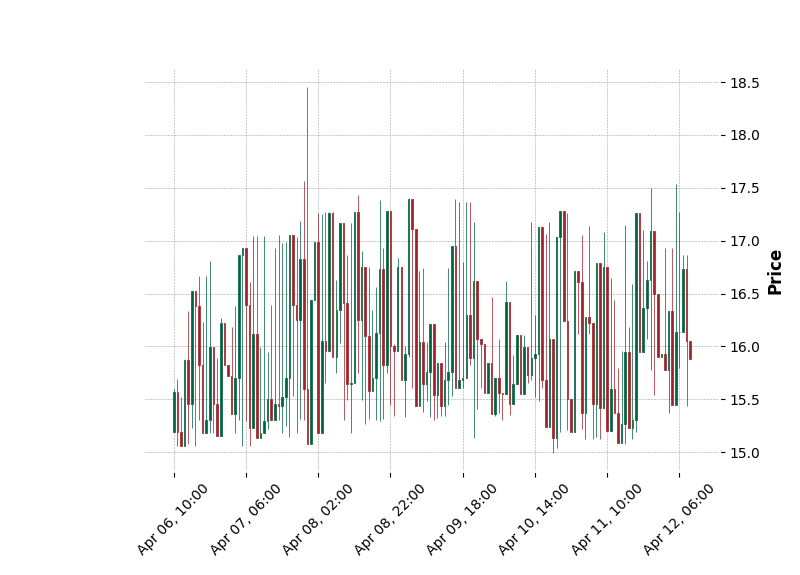 18.5
18.0
17.5
17.0
16.5
16.0
15.5
15.0
Price
Apr 06, 10:00
Apr 07, 06:00
Apr 08, 02:00
Apr 08, 22:00
Apr 09, 18:00
Apr 10, 14:00
Apr 11, 10:00
Apr 12, 06:00